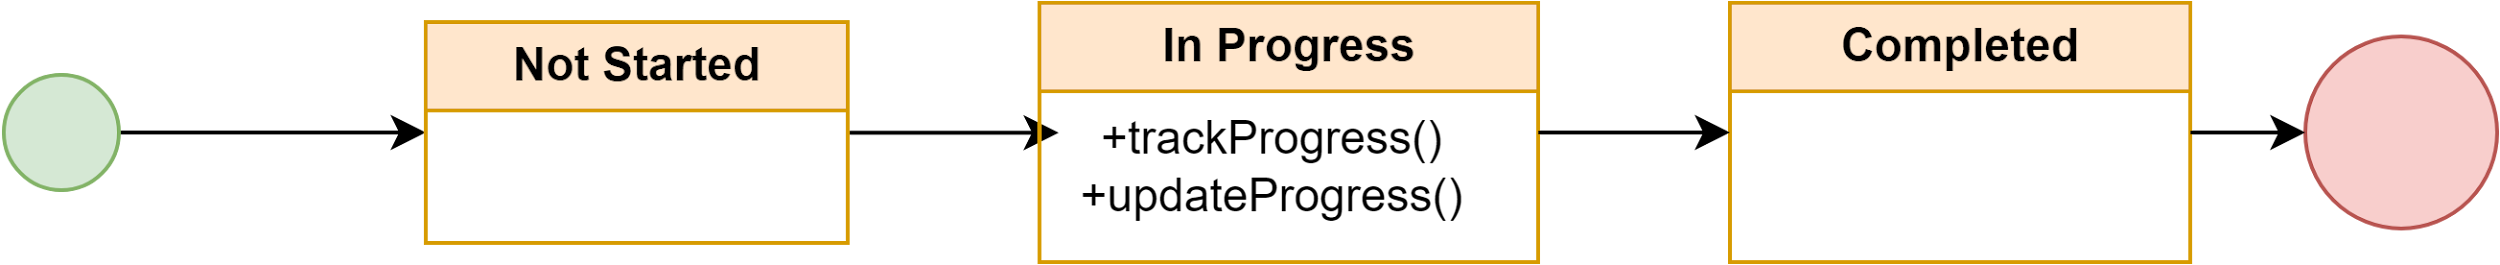 Not Started
In Progress
+trackProgress()
+updateProgress()
Completed